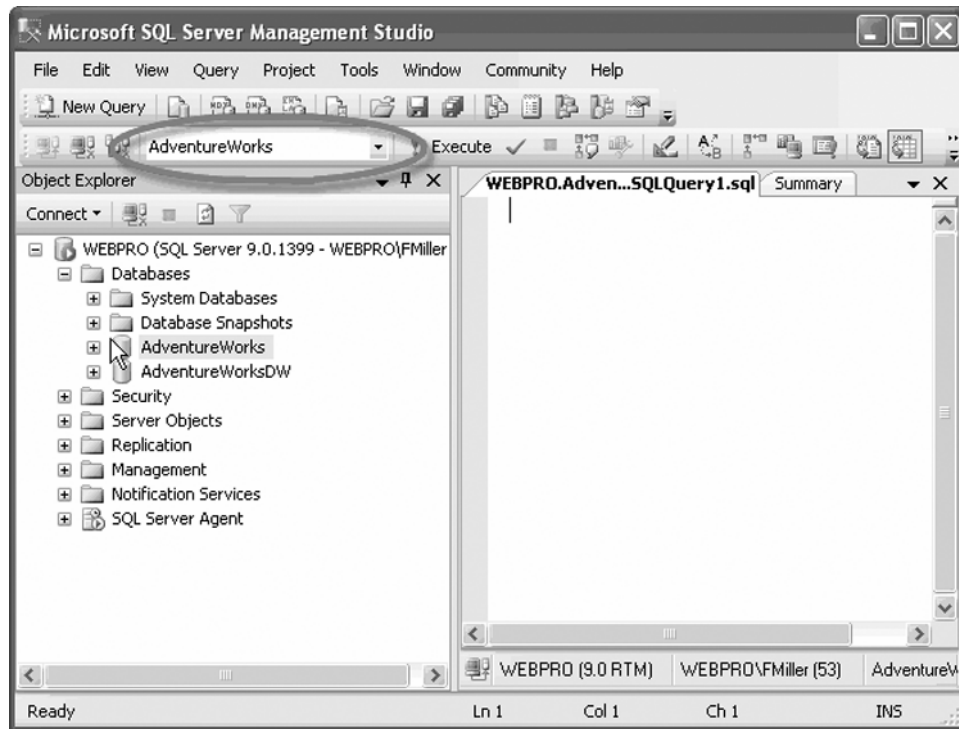 Microsoft SQL Server Management Studio
File Edit View Query Project Tools Window Community Help
New Query
AdventureWorks
Execute
Object Explorer
WEBPRO.Adven...SQLQuery1.sql Summary
Connect
WEBPRO (SQL Server 9.0.1399 - WEBPRO\FMiller
Databases
System Databases
Database Snapshots
AdventureWorks
AdventureWorksDW
Security
Server Objects
Replication
Management
Notification Services
SQL Server Agent
WEBPRO (9.0 RTM) WEBPRO\FMiller (53) AdventureW
Ready Ln 1 Col 1 Ch 1 INS